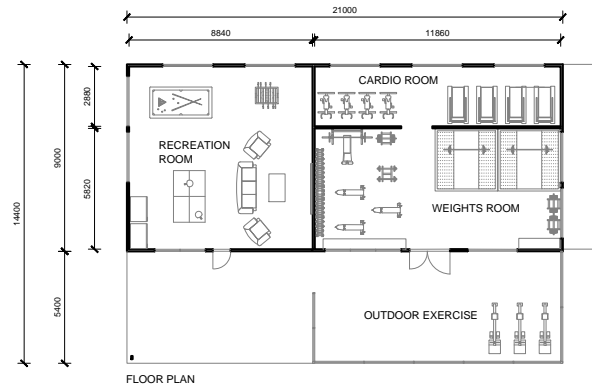 21000
8840
11860
CARDIO ROOM
2880
RECREATION
ROOM
9000
14400
5820
WEIGHTS ROOM
5400
OUTDOOR EXERCISE
FLOOR PLAN